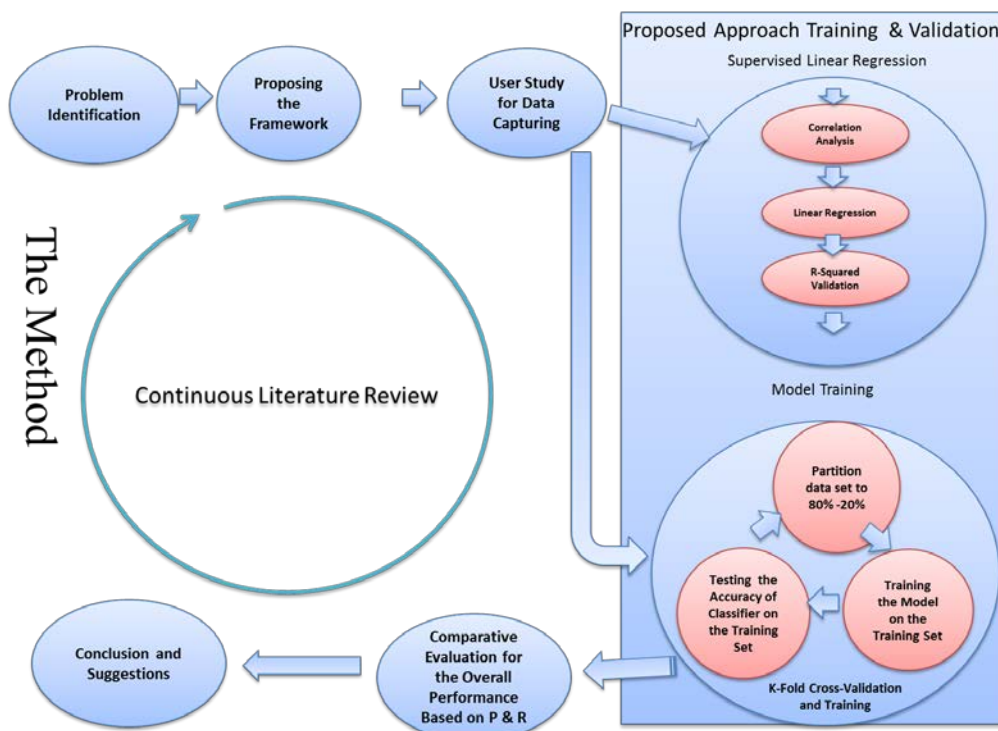 Proposed Approach Training & Validation
Supervised Linear Regression
Problem
Identification
Proposing
the
Framework
User Study
for Data
Capturing
Correlation
Analysis
Linear Regression
R-Squared
Validation
The Method
Continuous Literature Review
Model Training
Partition
data set to
80% -20%
Training
the Model
on the
Training Set
Testing the
Accuracy of
Classifier on
the Training
Set
K-Fold Cross-Validation
and Training
Comparative
Evaluation for
the Overall
Performance
Based on P & R
Conclusion and
Suggestions